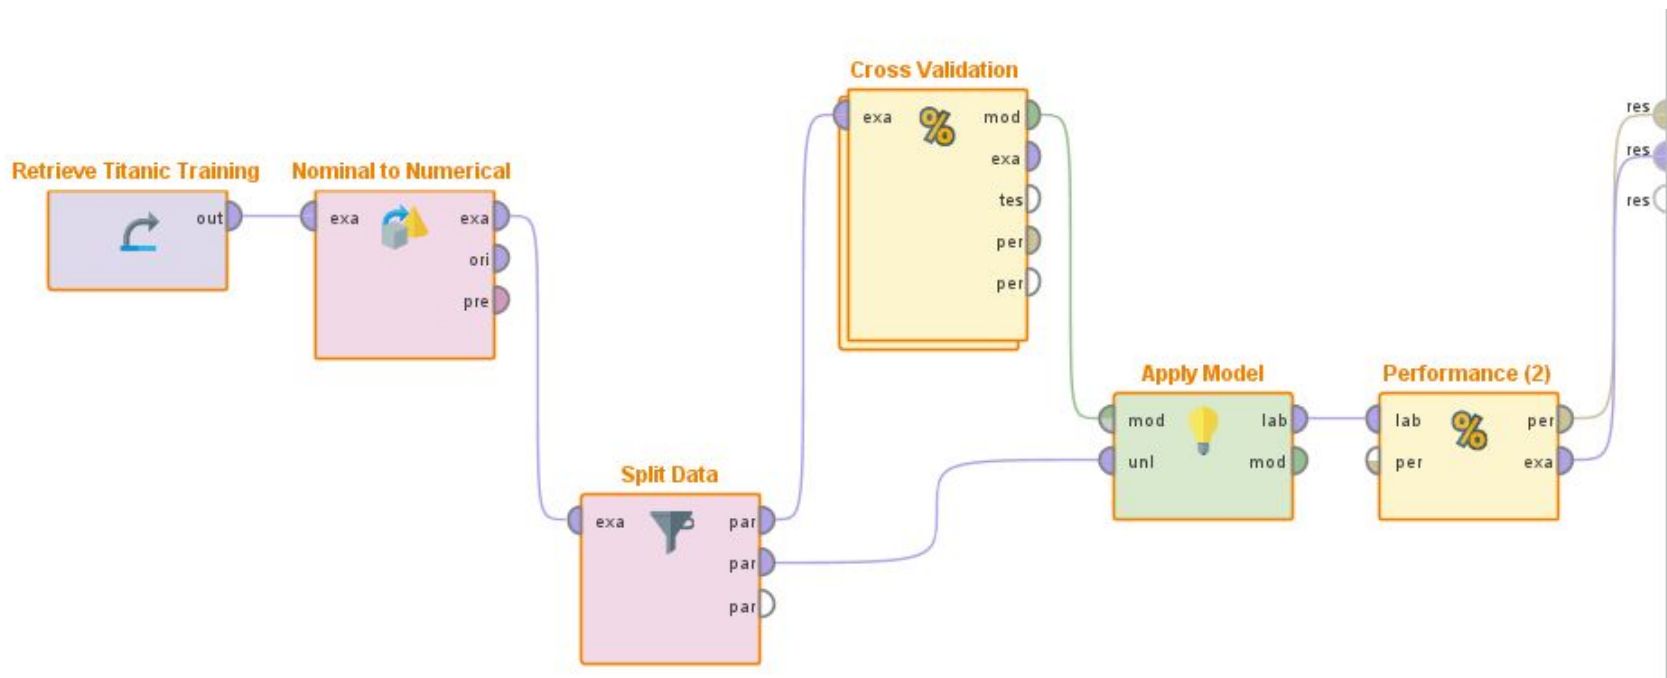 Retrieve Titanic Training
out
Nominal to Numerical
exa
exa
ori
pre
Split Data
exa
par
par
par
Cross Validation
exa
mod
exa
tes
per
per
Apply Model
mod
unl
lab
mod
Performance (2)
lab
per
per
exa
res
res
res